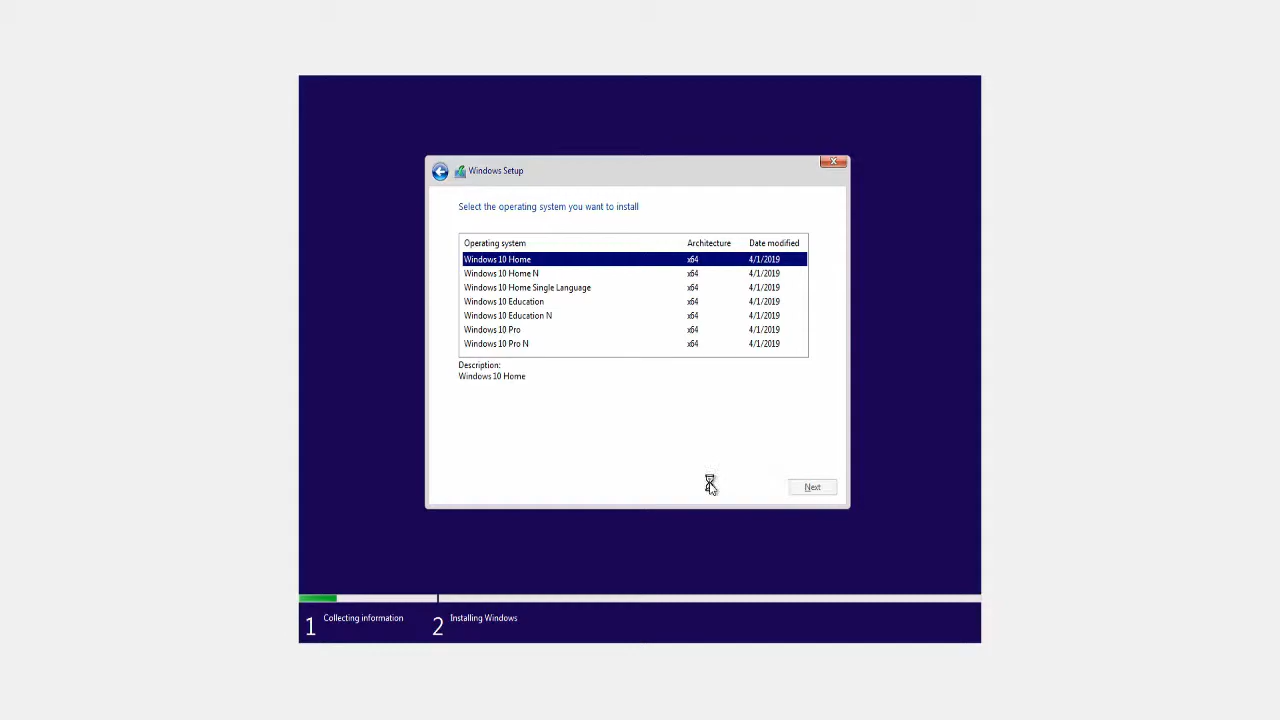 Windows Setup
X
Select the operating system you want to install
Operating system Architecture Date modified
Windows 10 Home x64 4/1/2019
Windows 10 Home N x64 4/1/2019
Windows 10 Home Single Language x64 4/1/2019
Windows 10 Education x64 4/1/2019
Windows 10 Education N x64 4/1/2019
Windows 10 Pro x64 4/1/2019
Windows 10 Pro N x64 4/1/2019
Description:
Windows 10 Home
Next
1 Collecting information 2 Installing Windows